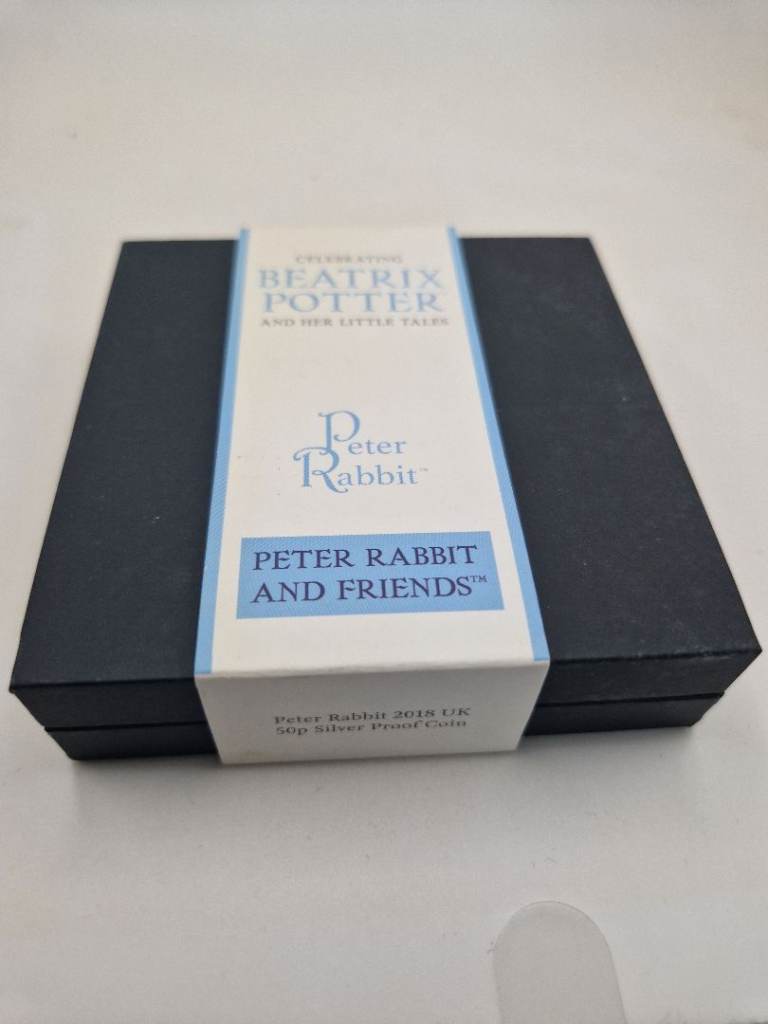 CELEBRATING
BEATRIX
POTTER
AND HER LITTLE TALES
Peter
Rabbit™
PETER RABBIT
AND FRIENDS™
Peter Rabbit 2018 UK
50p Silver Proof Coin